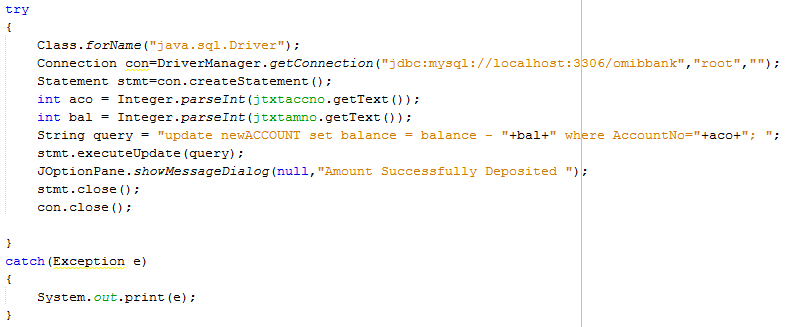 try
{
Class.forName("java.sql.Driver");
Connection con=DriverManager.getConnection("jdbc:mysql://localhost:3306/omibbank","root","");
Statement stmt=con.createStatement();
int aco = Integer.parseInt(jtxtaccno.getText());
int bal = Integer.parseInt(jtxtamno.getText());
String query = "update newACCOUNT set balance = balance - "+bal+" where AccountNo="+aco+"; ";
stmt.executeUpdate(query);
JOptionPane.showMessageDialog(null,"Amount Successfully Deposited ");
stmt.close();
con.close();
}
catch(Exception e)
{
System.out.print(e);
}